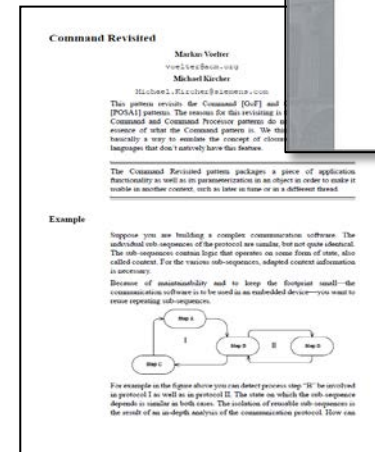 Command Revisited
Markus Voelter
voelter@acm.org
Michael Kircher
Michael.Kircher@siemens.com
This pattern revisits the Command [GoF] and
[POSA1] patterns. The reasons for this revisiting is
Command and Command Processor patterns do
essence of what the Command pattern is. We
basically a way to emulate the concept of
languages that don't natively have this feature.
The Command Revisited pattern packages a piece of application
functionality as well as its parameterization in an object in order to make it
usable in another context, such as later in time or in a different thread.
Example
Suppose you are building a complex communication software. The
individual sub-sequences of the protocol are similar, but not quite identical.
The sub-sequences contain logic that operates on some form of state, also
called context. For the various sub-sequences, adapted context information
is necessary.
Because of maintainability and to keep the footprint small—the
communication software is to be used in an embedded device—you want to
reuse repeating sub-sequences.
Step A
I
Step B
II
Step D
Step C
For example in the figure above you can detect process step "B" be involved
in protocol I as well as in protocol II. The state on which the sub-sequence
depends is similar in both cases. The isolation of reusable sub-sequences is
the result of an in-depth analysis of the communication protocol. How can